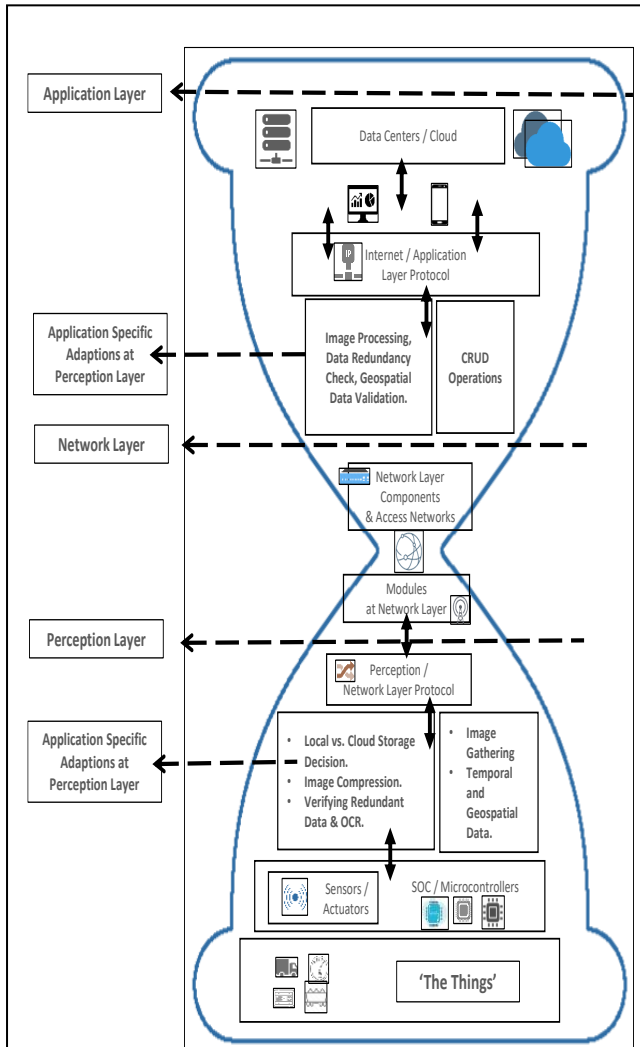 Application Layer
Data Centers / Cloud
IP
Internet / Application
Layer Protocol
Application Specific
Adaptions at
Perception Layer
Image Processing,
Data Redundancy
Check, Geospatial
Data Validation.
CRUD
Operations
Network Layer
Network Layer
Components
& Access Networks
Modules
at Network Layer
Perception Layer
Perception /
Network Layer Protocol
Application Specific
Adaptions at
Perception Layer
• Local vs. Cloud Storage
Decision.
• Image Compression.
• Verifying Redundant
Data & OCR.
• Image
Gathering
• Temporal
and
Geospatial
Data.
Sensors /
Actuators
SOC / Microcontrollers
'The Things'